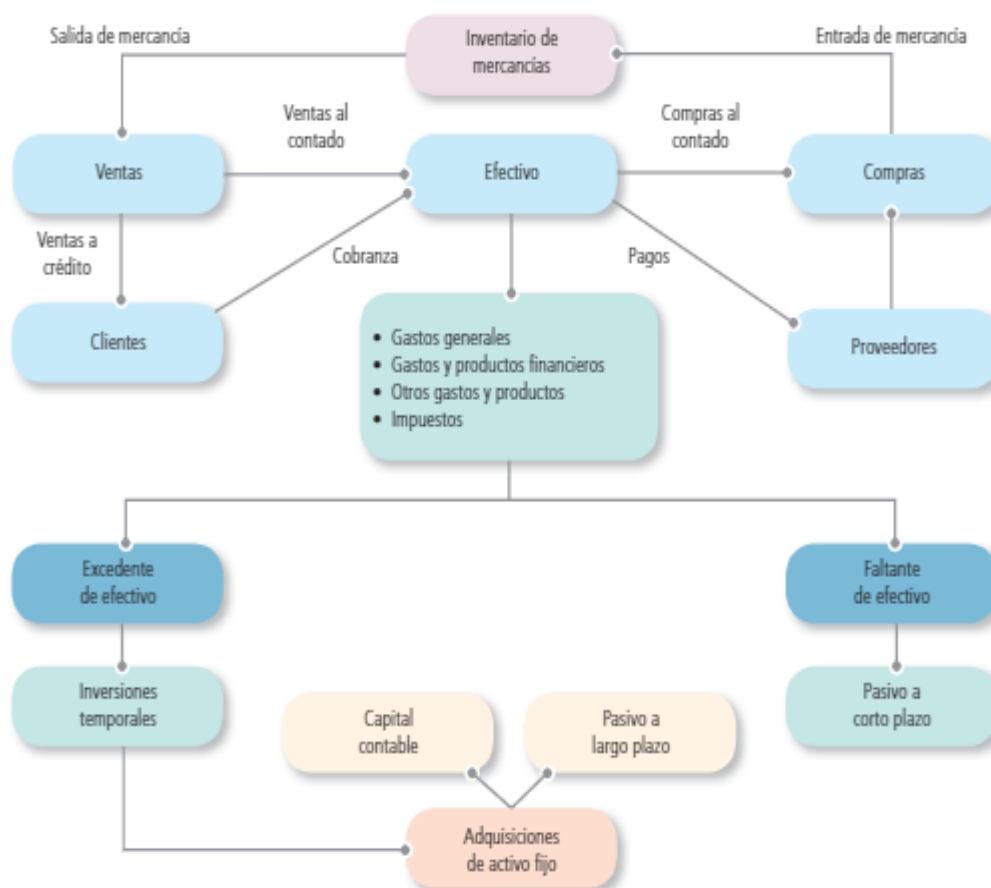 Salida de mercancía
Inventario de
mercancías
Entrada de mercancía
Ventas al
contado
Compras al
contado
Ventas
Efectivo
Compras
Ventas a
crédito
Cobranza
Pagos
Clientes
• Gastos generales
• Gastos y productos financieros
• Otros gastos y productos
• Impuestos
Proveedores
Excedente
de efectivo
Faltante
de efectivo
Inversiones
temporales
Capital
contable
Pasivo a
largo plazo
Pasivo a
corto plazo
Adquisiciones
de activo fijo